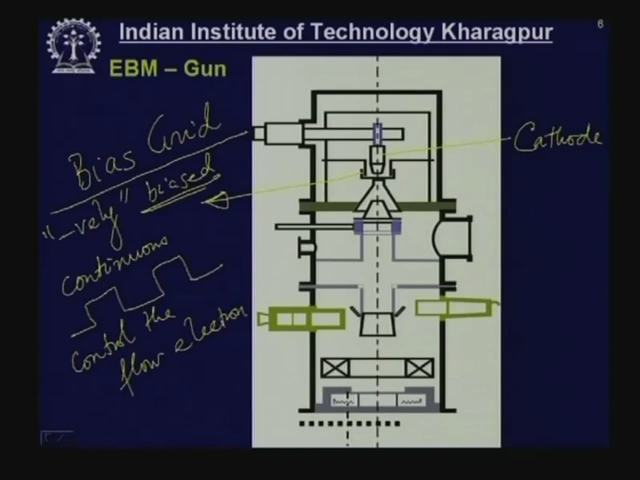 Indian Institute of Technology Kharagpur
6
EBM – Gun
Bias Grid
"-vely" biased
continuous
control the
flow electron
Cathode